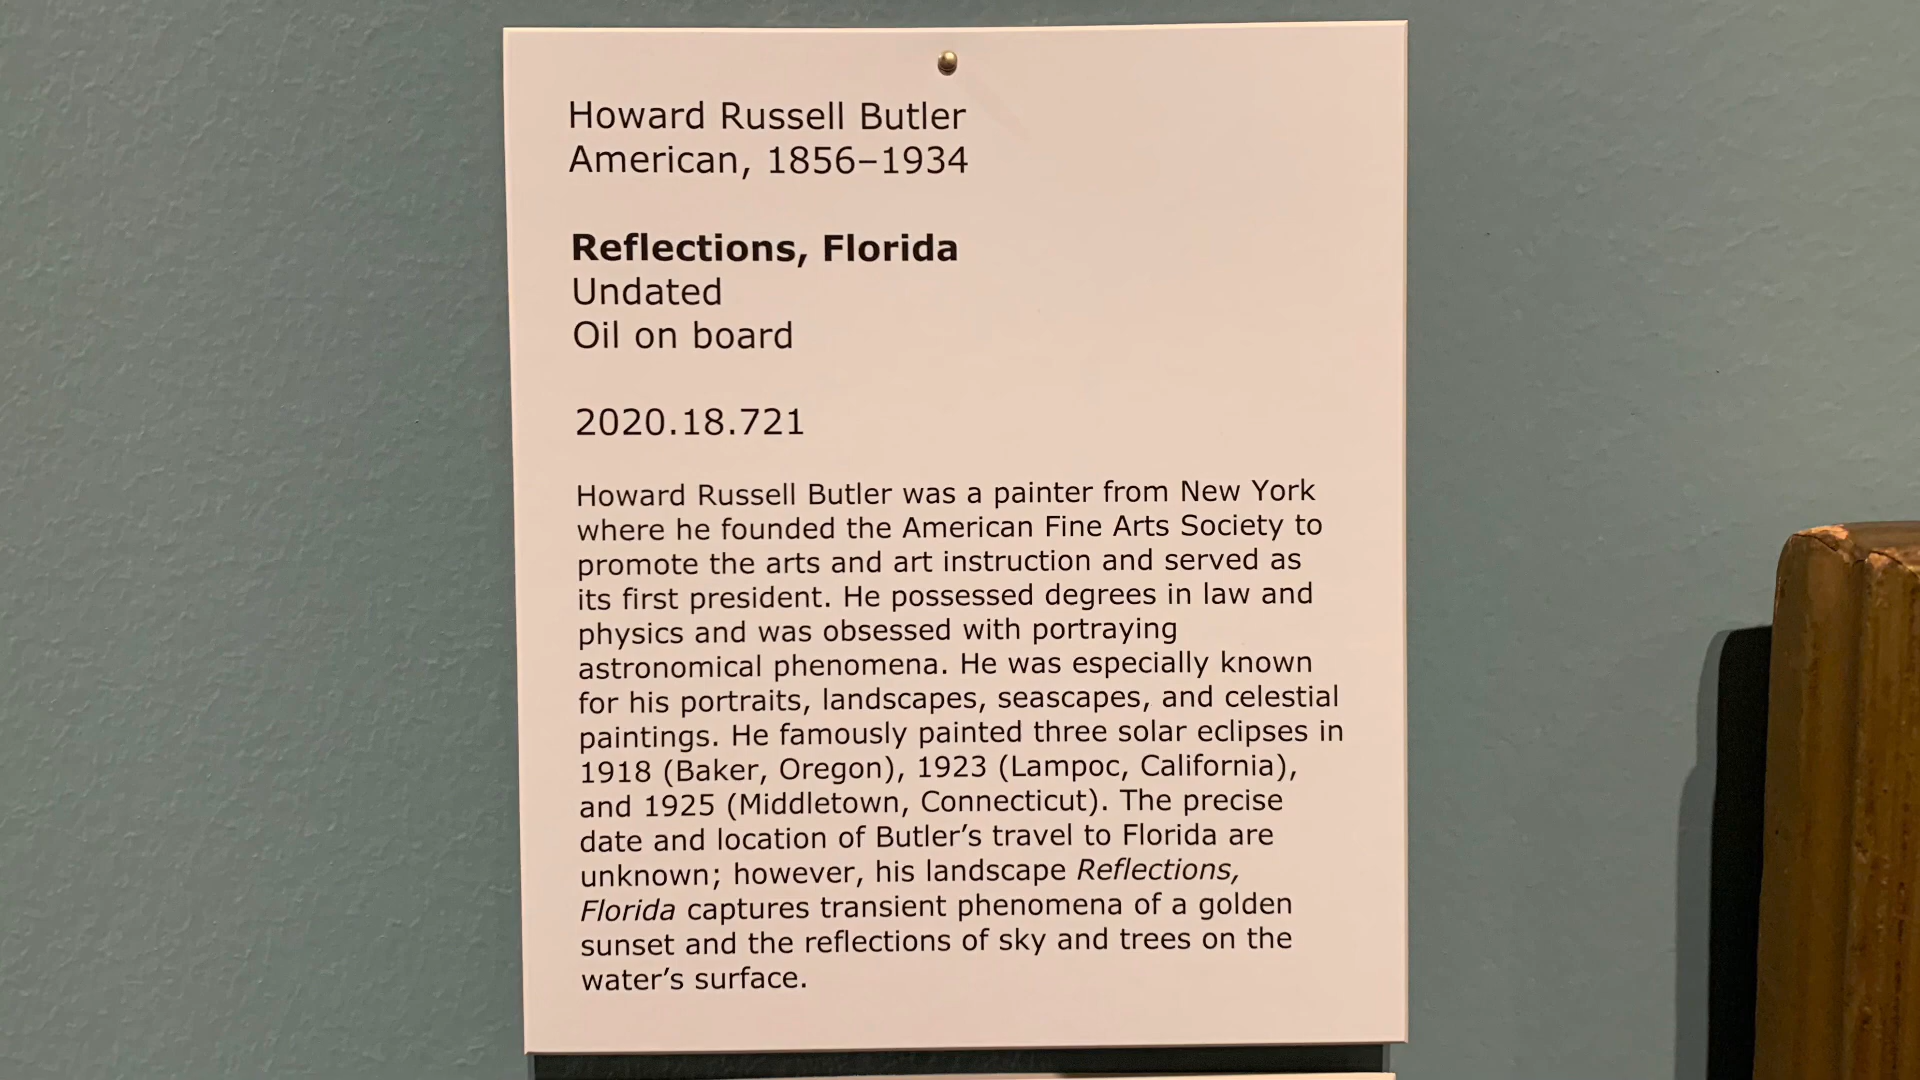 Howard Russell Butler
American, 1856–1934
Reflections, Florida
Undated
Oil on board
2020.18.721
Howard Russell Butler was a painter from New York
where he founded the American Fine Arts Society to
promote the arts and art instruction and served as
its first president. He possessed degrees in law and
physics and was obsessed with portraying
astronomical phenomena. He was especially known
for his portraits, landscapes, seascapes, and celestial
paintings. He famously painted three solar eclipses in
1918 (Baker, Oregon), 1923 (Lampoc, California),
and 1925 (Middletown, Connecticut). The precise
date and location of Butler’s travel to Florida are
unknown; however, his landscape Reflections,
Florida captures transient phenomena of a golden
sunset and the reflections of sky and trees on the
water’s surface.